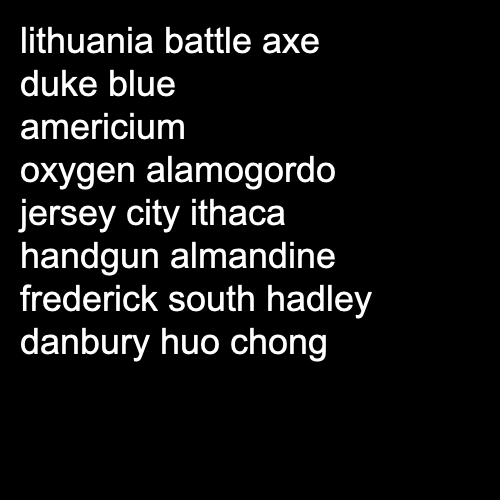 lithuania battle axe
duke blue
americium
oxygen alamogordo
jersey city ithaca
handgun almandine
frederick south hadley
danbury huo chong